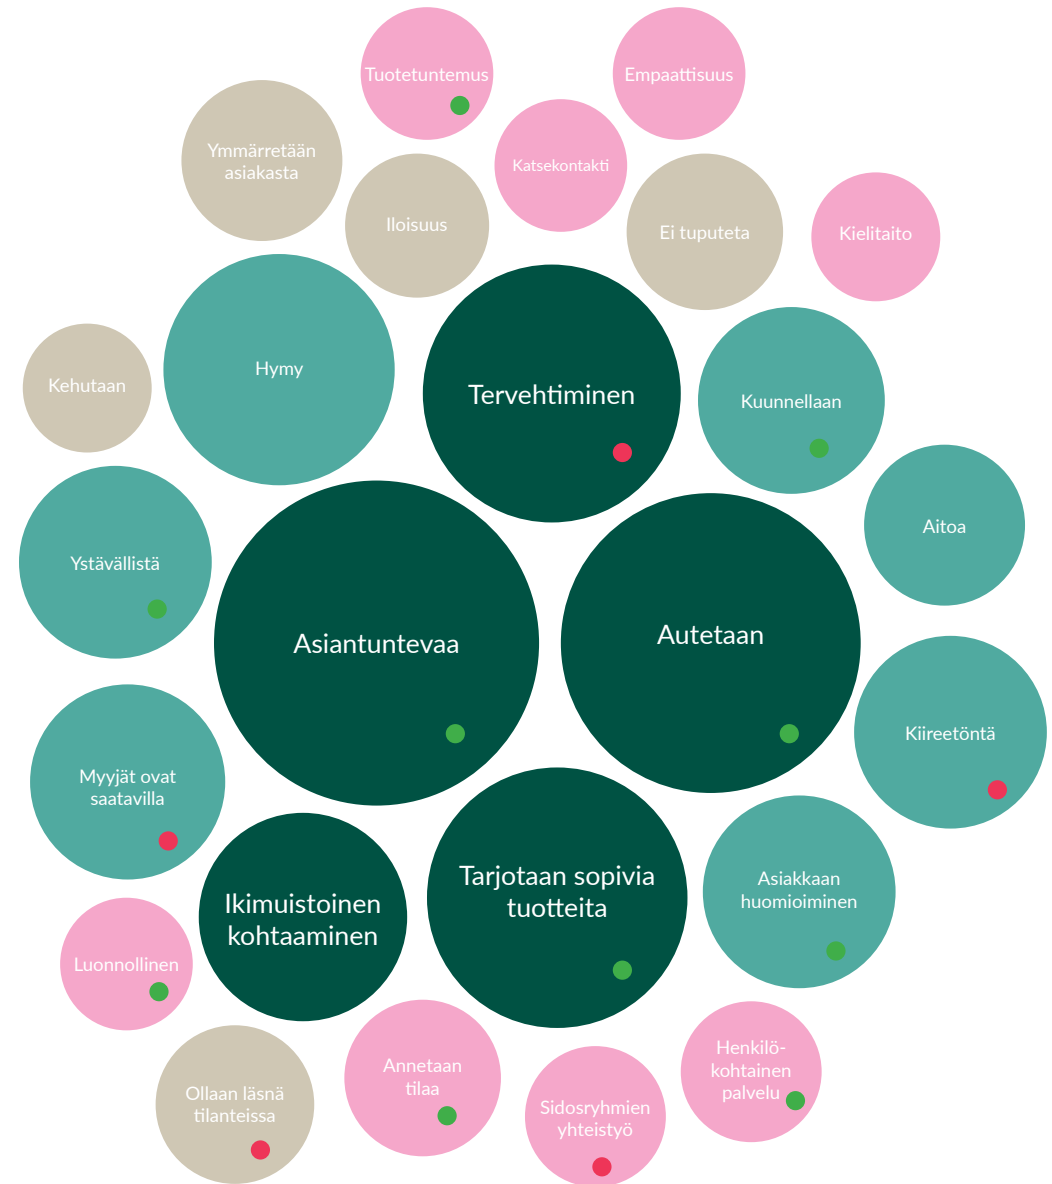 Tuotetuntemus
Empaattisuus
Ymmärretään
asiakasta
Katsekontakti
Iloisuus
Ei tuputeta
Kielitaito
Kehutaan
Hymy
Tervehtiminen
Kuunnellaan
Aitoa
Ystävällistä
Asiantuntevaa
Autetaan
Kiireetöntä
Myyjät ovat
saatavilla
Ikimuistoinen
kohtaaminen
Tarjotaan sopivia
tuotteita
Asiakkaan
huomioiminen
Luonnollinen
Ollaan läsnä
tilanteissa
Annetaan
tilaa
Sidosryhmien
yhteistyö
Henkilö-
kohtainen
palvelu